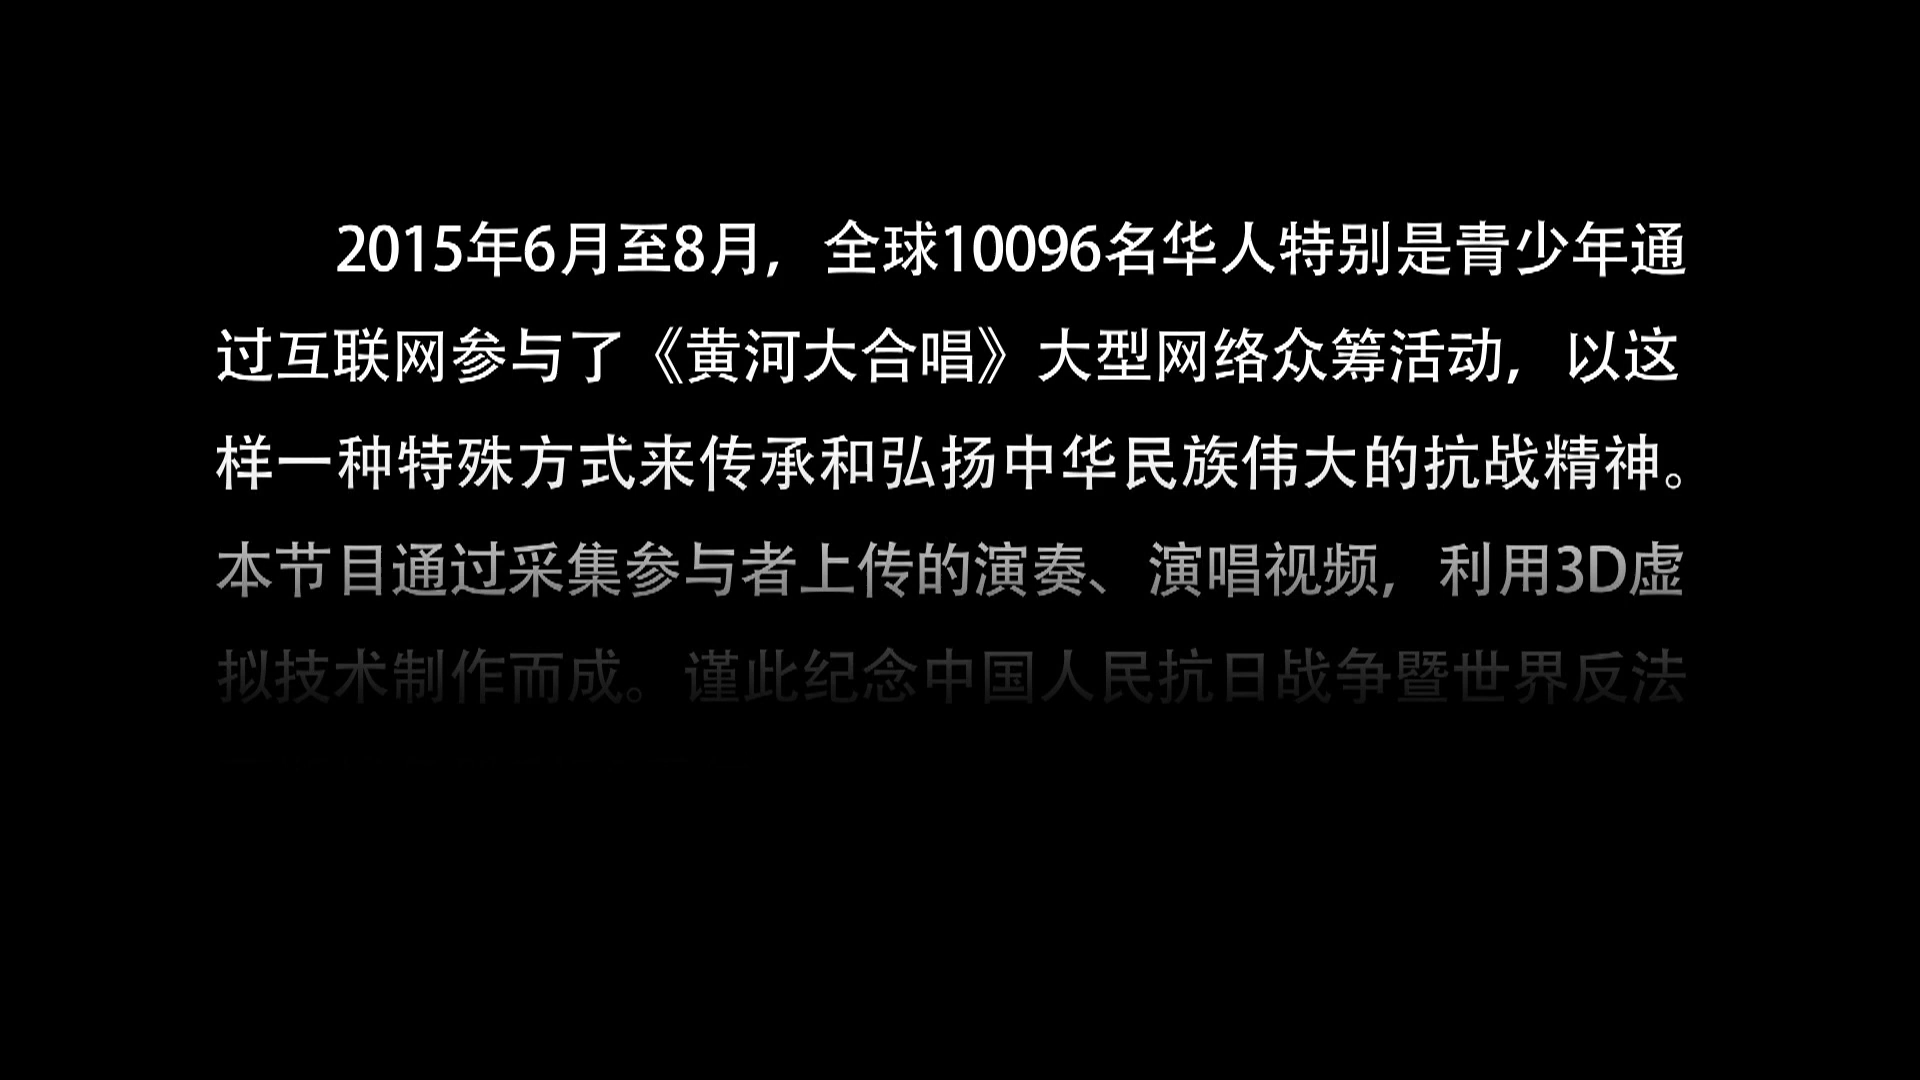 2015年6月至8月，全球10096名华人特别是青少年通
过互联网参与了《黄河大合唱》大型网络众筹活动，以这
样一种特殊方式来传承和弘扬中华民族伟大的抗战精神。
本节目通过采集参与者上传的演奏、演唱视频，利用3D虚
拟技术制作而成。谨此纪念中国人民抗日战争暨世界反法